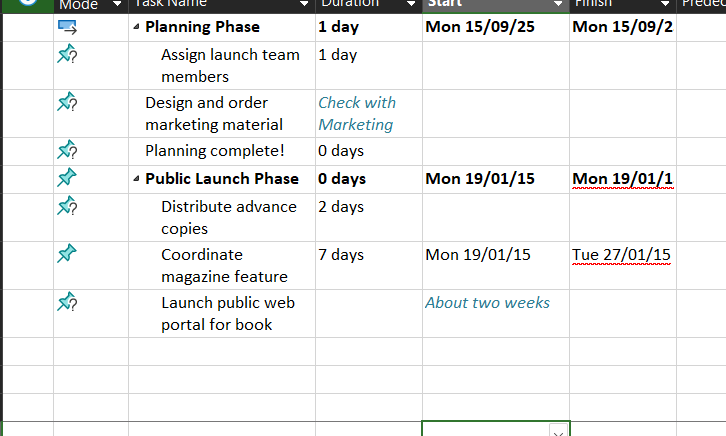 Mode Task Name Duration Start Finish Predec
Planning Phase 1 day Mon 15/09/25 Mon 15/09/2
Assign launch team 1 day
members
Design and order Check with
marketing material Marketing
Planning complete! 0 days
Public Launch Phase 0 days Mon 19/01/15 Mon 19/01/1
Distribute advance 2 days
copies
Coordinate 7 days Mon 19/01/15 Tue 27/01/15
magazine feature
Launch public web About two weeks
portal for book